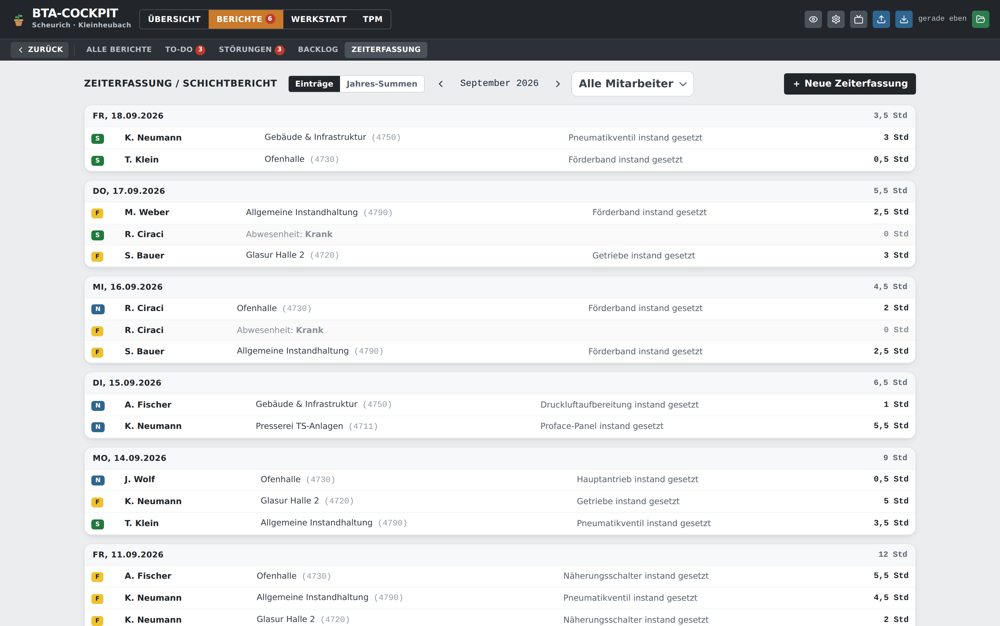 BTA-COCKPIT
Scheurich · Kleinheubach
ÜBERSICHT BERICHTE 6 WERKSTATT TPM
gerade eben
ZURÜCK ALLE BERICHTE TO-DO 3 STÖRUNGEN 3 BACKLOG ZEITERFASSUNG
ZEITERFASSUNG / SCHICHTBERICHT Einträge Jahres-Summen September 2026 Alle Mitarbeiter + Neue Zeiterfassung
FR, 18.09.2026 3,5 Std
S K. Neumann Gebäude & Infrastruktur (4750) Pneumatikventil instand gesetzt 3 Std
S T. Klein Ofenhalle (4730) Förderband instand gesetzt 0,5 Std
DO, 17.09.2026 5,5 Std
F M. Weber Allgemeine Instandhaltung (4790) Förderband instand gesetzt 2,5 Std
S R. Ciraci Abwesenheit: Krank 0 Std
F S. Bauer Glasur Halle 2 (4720) Getriebe instand gesetzt 3 Std
MI, 16.09.2026 4,5 Std
N R. Ciraci Ofenhalle (4730) Förderband instand gesetzt 2 Std
F R. Ciraci Abwesenheit: Krank 0 Std
F S. Bauer Allgemeine Instandhaltung (4790) Förderband instand gesetzt 2,5 Std
DI, 15.09.2026 6,5 Std
N A. Fischer Gebäude & Infrastruktur (4750) Druckluftaufbereitung instand gesetzt 1 Std
N K. Neumann Presserei TS-Anlagen (4711) Proface-Panel instand gesetzt 5,5 Std
MO, 14.09.2026 9 Std
N J. Wolf Ofenhalle (4730) Hauptantrieb instand gesetzt 0,5 Std
F K. Neumann Glasur Halle 2 (4720) Getriebe instand gesetzt 5 Std
S T. Klein Allgemeine Instandhaltung (4790) Pneumatikventil instand gesetzt 3,5 Std
FR, 11.09.2026 12 Std
F A. Fischer Ofenhalle (4730) Näherungsschalter instand gesetzt 5,5 Std
F K. Neumann Allgemeine Instandhaltung (4790) Pneumatikventil instand gesetzt 4,5 Std
F K. Neumann Glasur Halle 2 (4720) Näherungsschalter instand gesetzt 2 Std